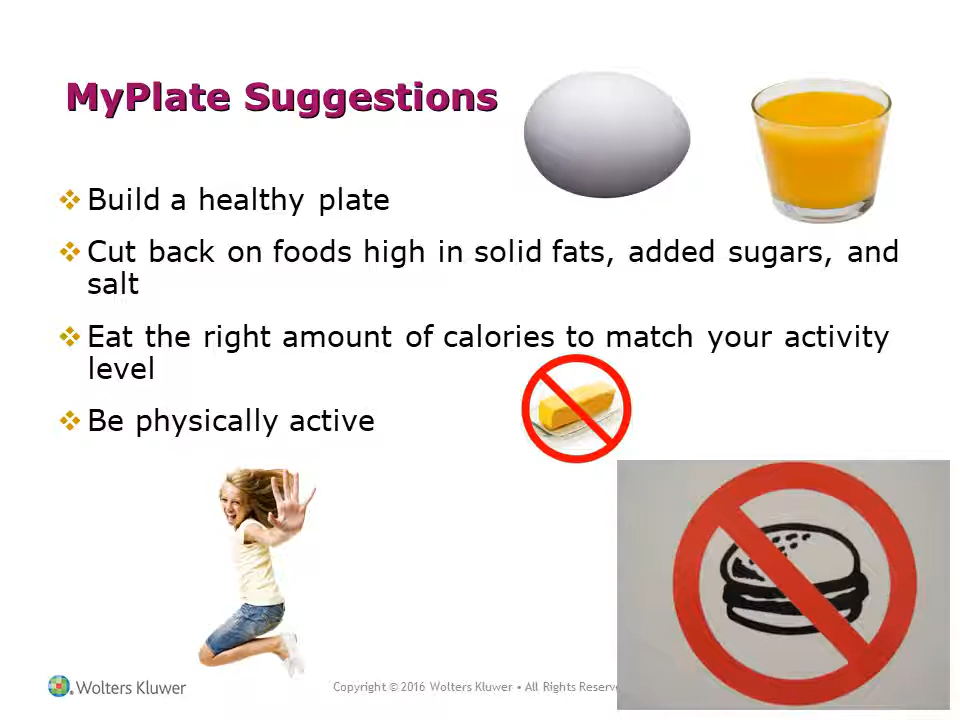 MyPlate Suggestions
Build a healthy plate
Cut back on foods high in solid fats, added sugars, and
salt
Eat the right amount of calories to match your activity
level
Be physically active
Wolters Kluwer
Copyright © 2016 Wolters Kluwer • All Rights